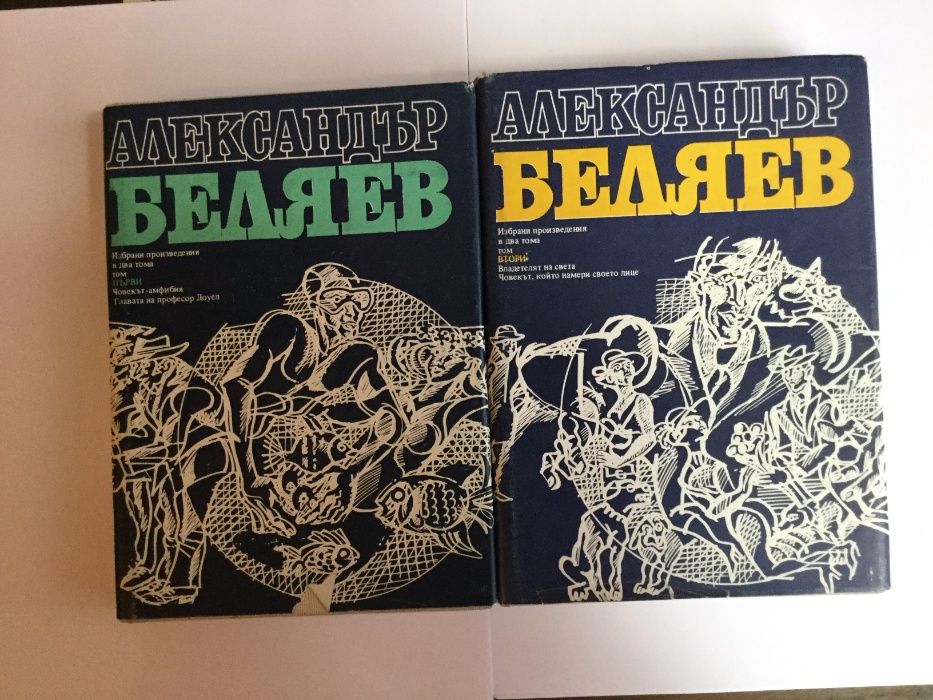 АЛЕКСАНДЪР
БЕЛЯЕВ
Избрани произведения
в два тома
том
ПЪРВИ
Човекът-амфибия
Главата на професор Доуел
АЛЕКСАНДЪР
БЕЛЯЕВ
Избрани произведения
в два тома
том
ВТОРИ
Владетелят на света
Човекът, който намери своето лице